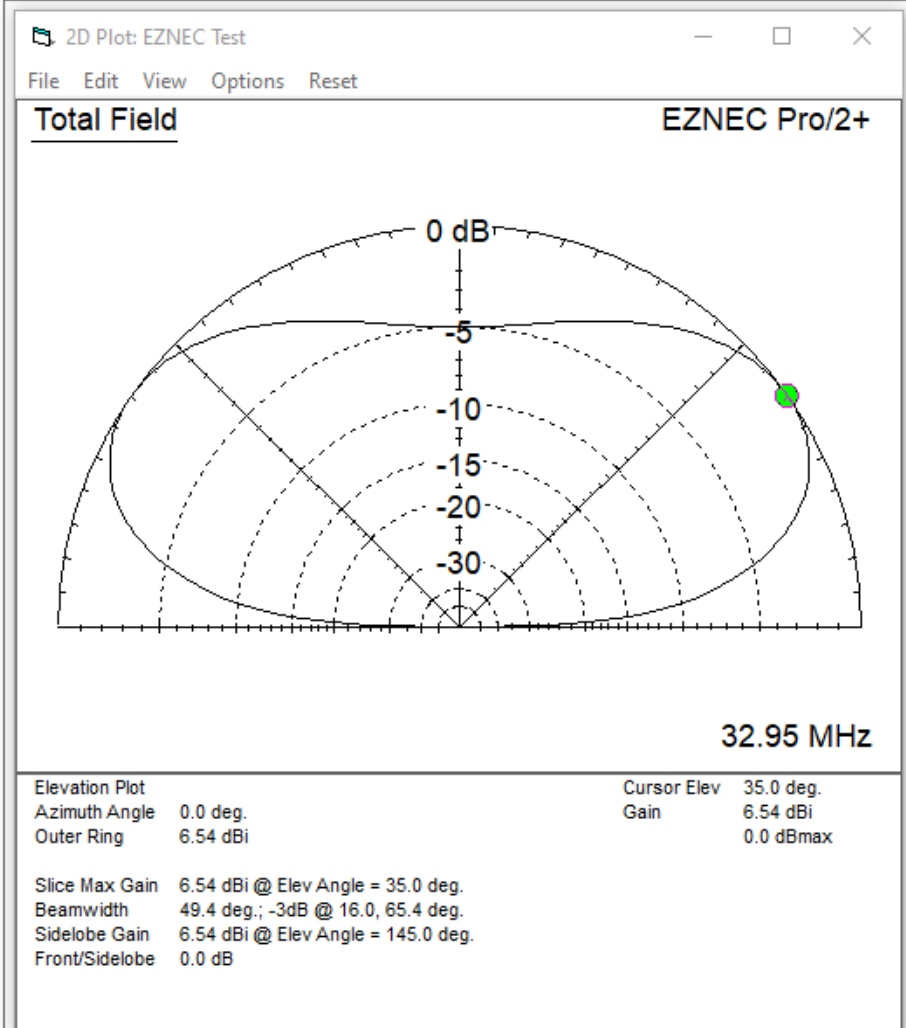 2D Plot: EZNEC Test
File Edit View Options Reset
Total Field EZNEC Pro/2+
0 dB
-5
-10
-15
-20
-30
32.95 MHz
Elevation Plot Cursor Elev 35.0 deg.
Azimuth Angle 0.0 deg. Gain 6.54 dBi
Outer Ring 6.54 dBi 0.0 dBmax
Slice Max Gain 6.54 dBi @ Elev Angle = 35.0 deg.
Beamwidth 49.4 deg.; -3dB @ 16.0, 65.4 deg.
Sidelobe Gain 6.54 dBi @ Elev Angle = 145.0 deg.
Front/Sidelobe 0.0 dB